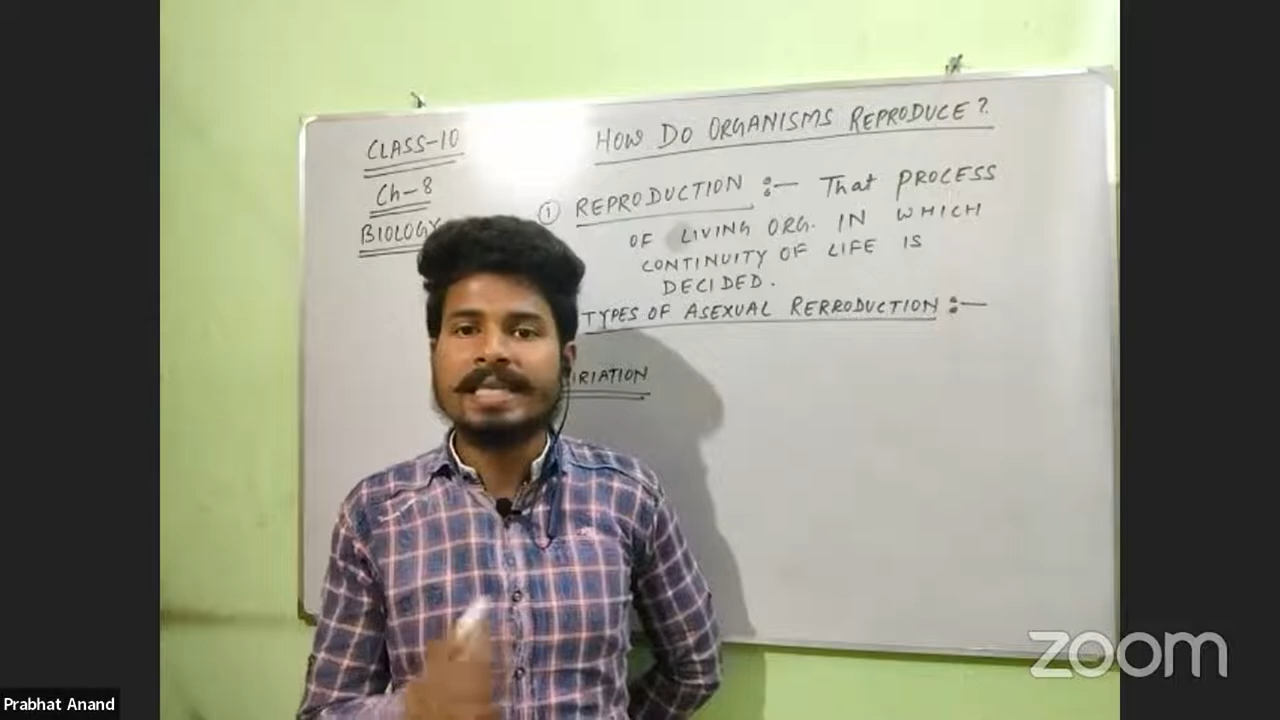 CLASS-10
Ch-8
BIOLOGY
HOW DO ORGANISMS REPRODUCE?
① REPRODUCTION :- That PROCESS
OF LIVING ORG. IN WHICH
CONTINUITY OF LIFE IS
DECIDED.
TYPES OF ASEXUAL RERRODUCTION :-
IRIATION
zoom
Prabhat Anand